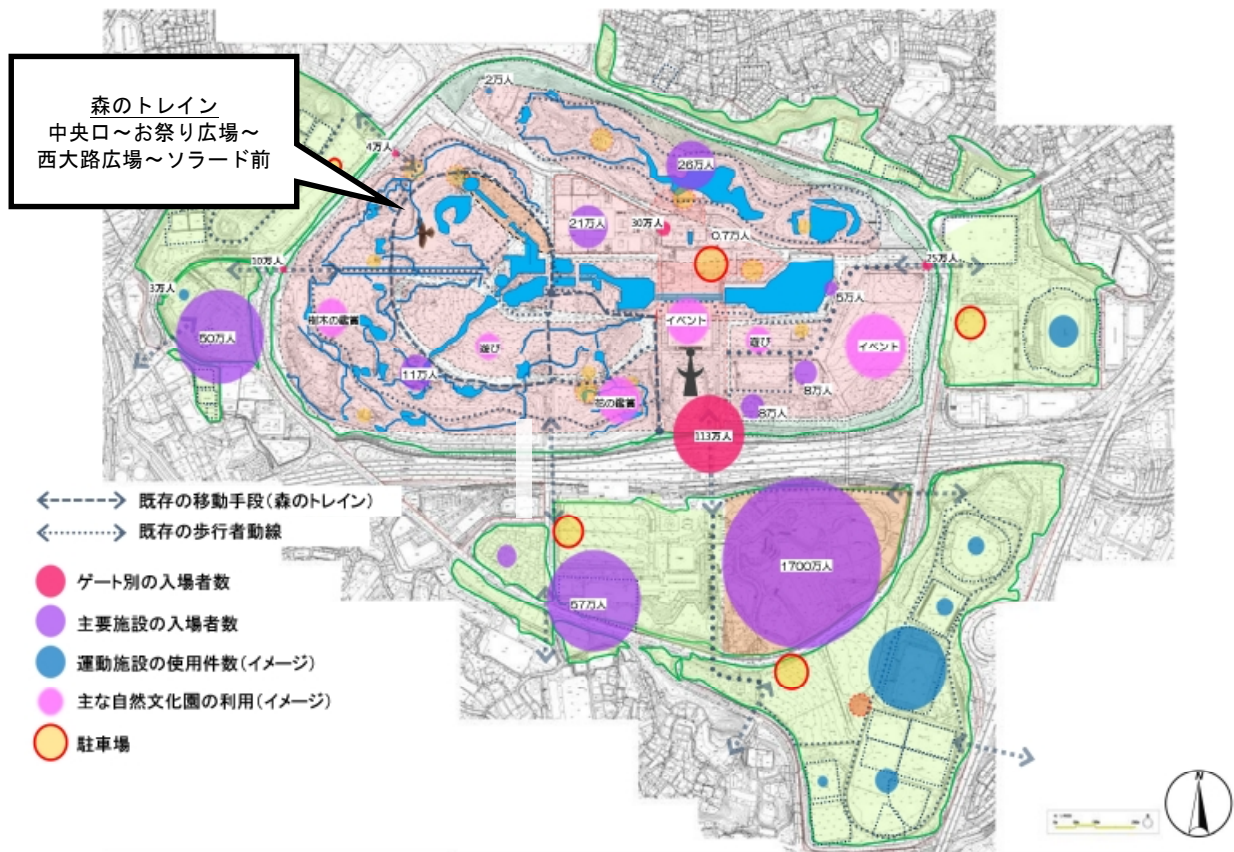 森のトレイン
中央口～お祭り広場～
西大路広場～ソラード前
2万人
4万人
26万人
21万人
30万人
0.7万人
10万人
25万人
3万人
50万人
樹木の鑑賞
遊び
11万人
イベント
遊び
5万人
イベント
8万人
8万人
花の鑑賞
113万人
1700万人
57万人
既存の移動手段(森のトレイン)
既存の歩行者動線
ゲート別の入場者数
主要施設の入場者数
運動施設の使用件数(イメージ)
主な自然文化園の利用(イメージ)
駐車場
N